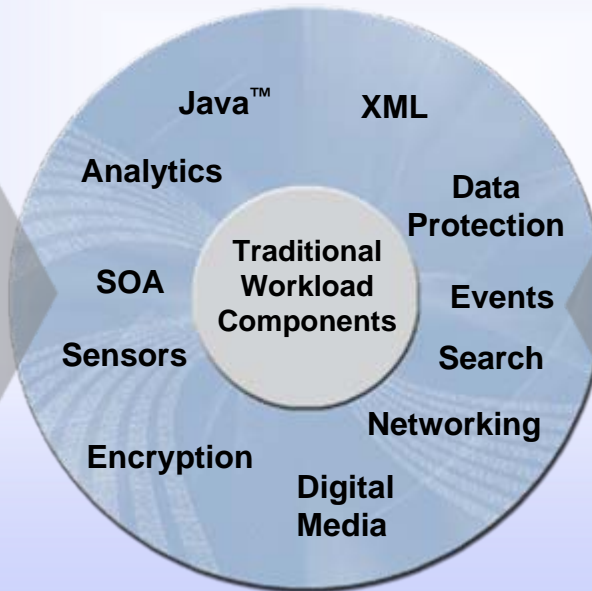 Java™
XML
Analytics
Data
Protection
Traditional
Workload
Components
SOA
Events
Sensors
Search
Networking
Encryption
Digital
Media